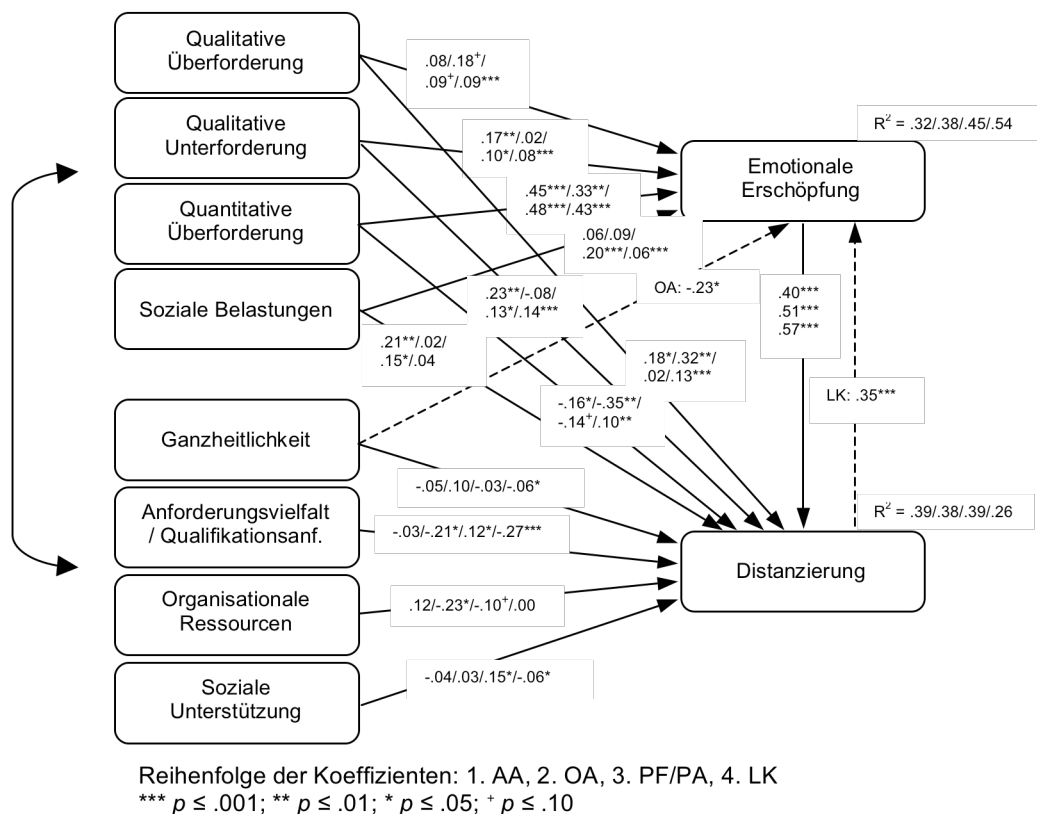 Qualitative
Überforderung
Qualitative
Unterforderung
Quantitative
Überforderung
Soziale Belastungen
Ganzheitlichkeit
Anforderungsvielfalt
/ Qualifikationsanf.
Organisationale
Ressourcen
Soziale
Unterstützung
.08/.18⁺/
.09⁺/.09***
.17**/.02/
.10*/.08***
.45***/.33**/
.48***/.43***
.06/.09/
.20***/.06***
OA: -.23*
.23**/-.08/
.13*/.14***
.21**/.02/
.15*/.04
.18*/.32**/
.02/.13***
-.16*/-.35**/
-.14⁺/.10**
-.05/.10/-.03/-.06*
-.03/-.21*/.12*/-.27***
.12/-.23*/-.10⁺/.00
-.04/.03/.15*/-.06*
R² = .32/.38/.45/.54
Emotionale
Erschöpfung
.40***
.51***
.57***
LK: .35***
R² = .39/.38/.39/.26
Distanzierung
Reihenfolge der Koeffizienten: 1. AA, 2. OA, 3. PF/PA, 4. LK
*** p ≤ .001; ** p ≤ .01; * p ≤ .05; ⁺ p ≤ .10